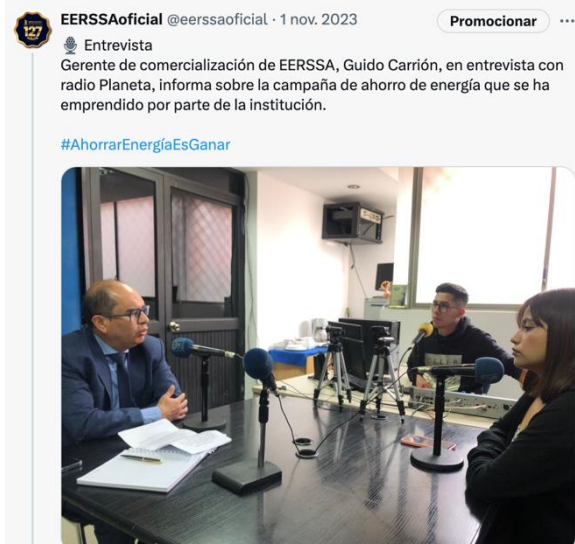 EERSSAoficial @eerssaoficial · 1 nov. 2023
Promocionar
Entrevista
Gerente de comercialización de EERSSA, Guido Carrión, en entrevista con
radio Planeta, informa sobre la campaña de ahorro de energía que se ha
emprendido por parte de la institución.
#AhorrarEnergíaEsGanar
127